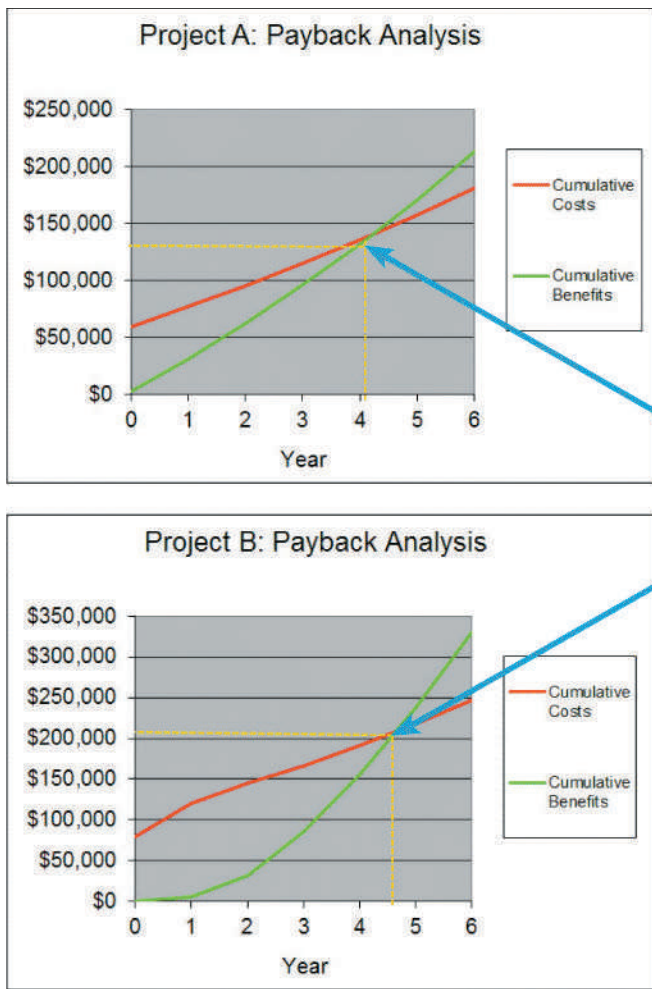 Project A: Payback Analysis
$250,000
$200,000
$150,000
$100,000
$50,000
$0
0 1 2 3 4 5 6
Year
Cumulative
Costs
Cumulative
Benefits
Project B: Payback Analysis
$350,000
$300,000
$250,000
$200,000
$150,000
$100,000
$50,000
$0
0 1 2 3 4 5 6
Year
Cumulative
Costs
Cumulative
Benefits